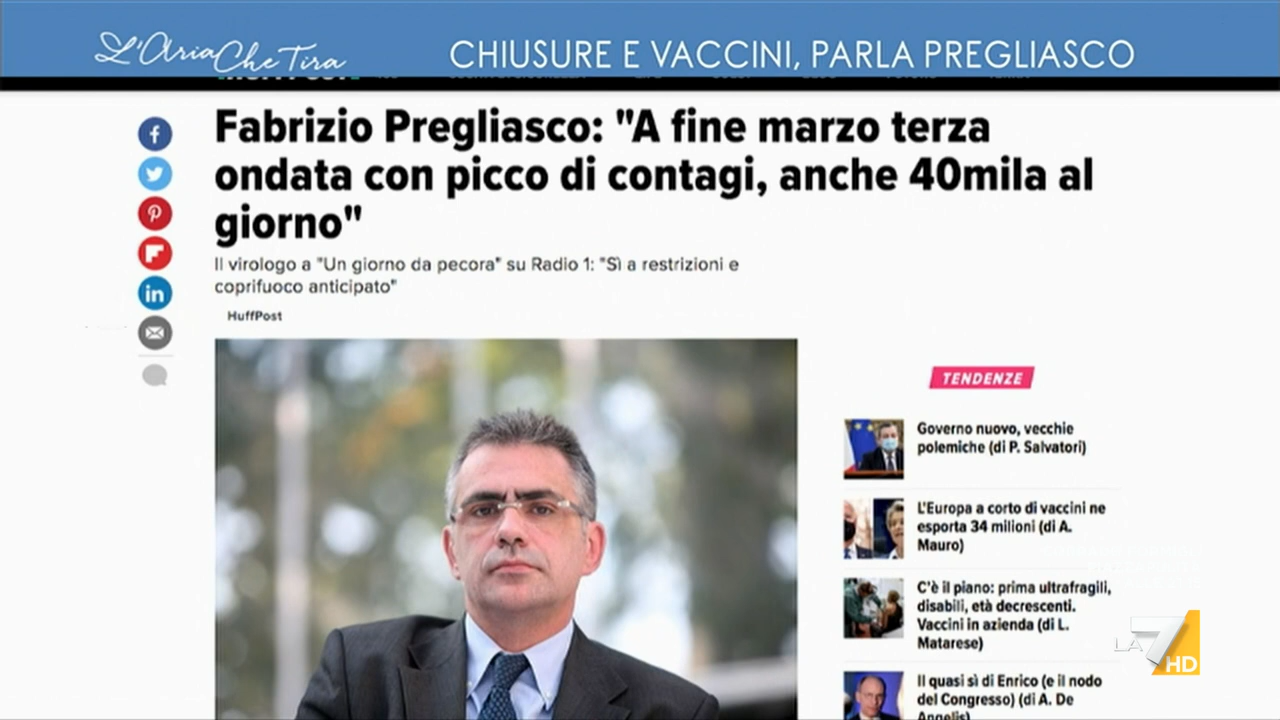 L'Aria Che Tira
CHIUSURE E VACCINI, PARLA PREGLIASCO
Fabrizio Pregliasco: "A fine marzo terza
ondata con picco di contagi, anche 40mila al
giorno"
Il virologo a "Un giorno da pecora" su Radio 1: "Sì a restrizioni e
coprifuoco anticipato"
HuffPost
TENDENZE
Governo nuovo, vecchie
polemiche (di P. Salvatori)
L'Europa a corto di vaccini ne
esporta 34 milioni (di A.
Mauro)
C'è il piano: prima ultrafragili,
disabili, età decrescenti.
Vaccini in azienda (di L.
Matarese)
Il quasi sì di Enrico (e il nodo
del Congresso) (di A. De
Angelis)
LA7 HD